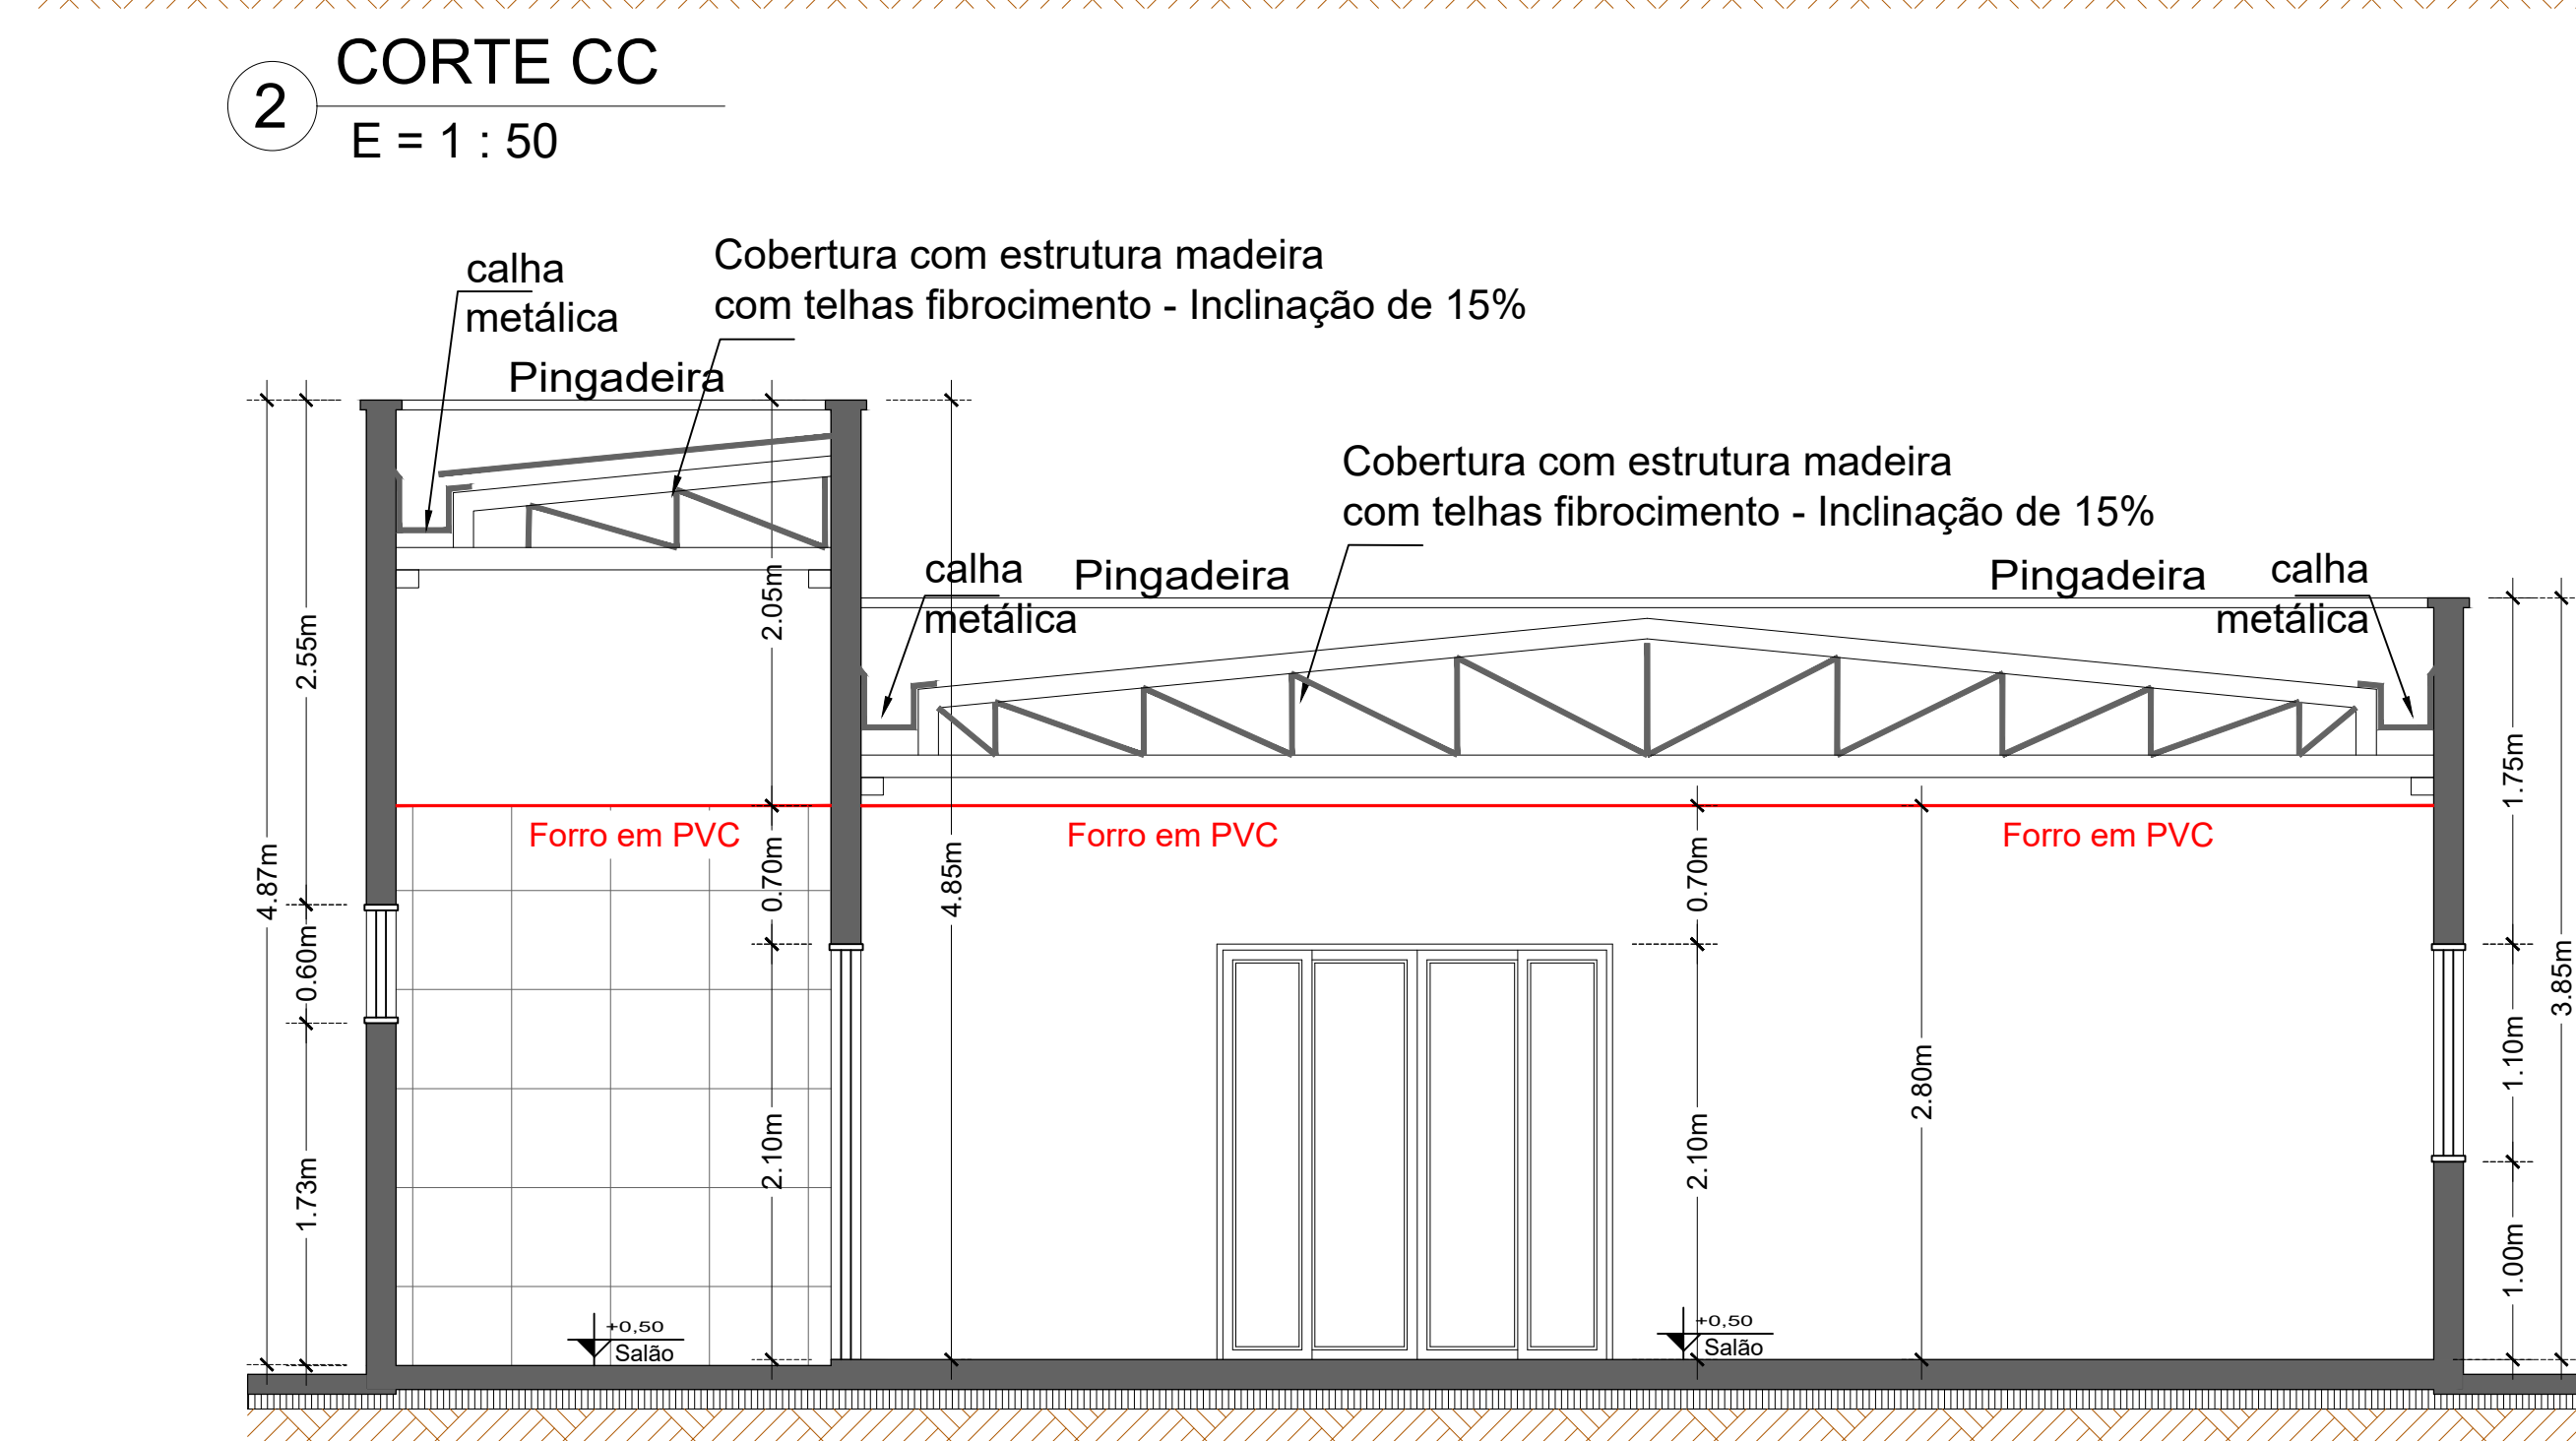 CORTE CC
2
E = 1 : 50
calha
metálica
Cobertura com estrutura madeira
com telhas fibrocimento - Inclinação de 15%
Pingadeira
Cobertura com estrutura madeira
com telhas fibrocimento - Inclinação de 15%
calha
metálica
Pingadeira
Pingadeira
calha
metálica
2.55m
2.05m
1.75m
Forro em PVC
Forro em PVC
Forro em PVC
4.87m
0.70m
4.85m
0.70m
0.60m
3.85m
2.80m
1.10m
1.73m
2.10m
2.10m
1.00m
+0,50
Salão
+0,50
Salão